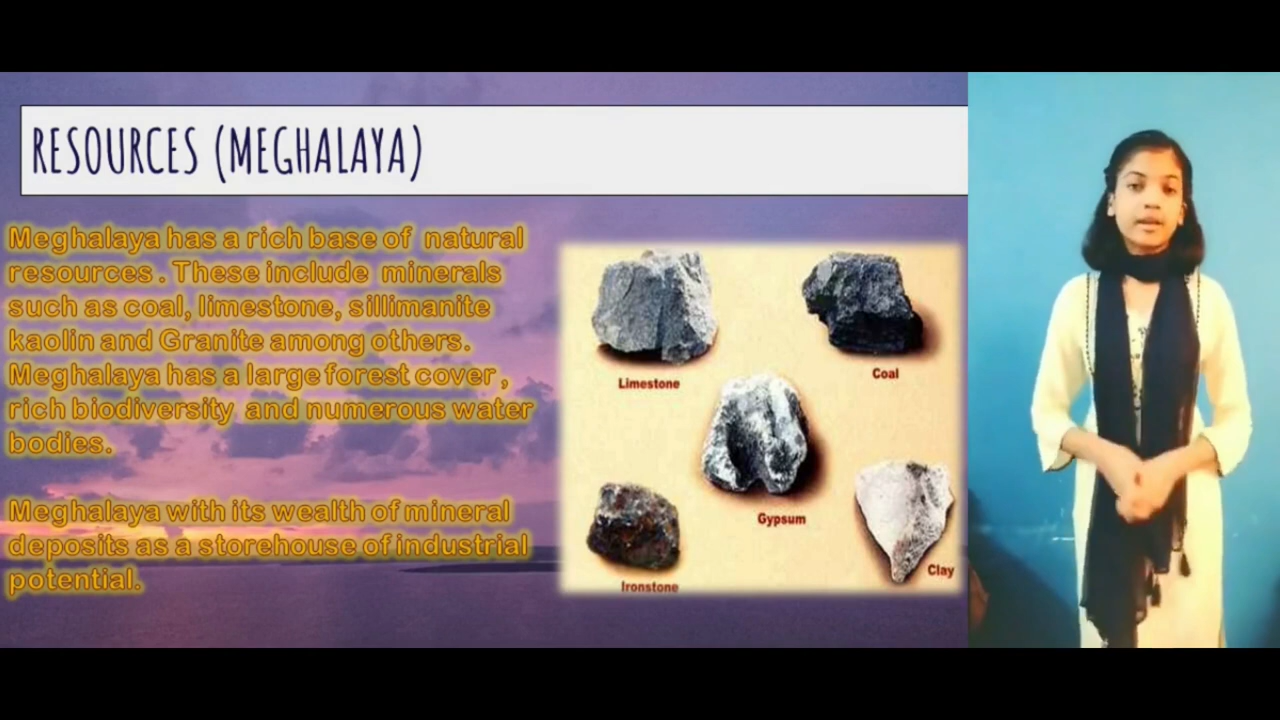 RESOURCES (MEGHALAYA)
Meghalaya has a rich base of natural
resources . These include minerals
such as coal, limestone, sillimanite
kaolin and Granite among others.
Meghalaya has a large forest cover ,
rich biodiversity and numerous water
bodies.
Meghalaya with its wealth of mineral
deposits as a storehouse of industrial
potential.
Limestone
Coal
Gypsum
Ironstone
Clay